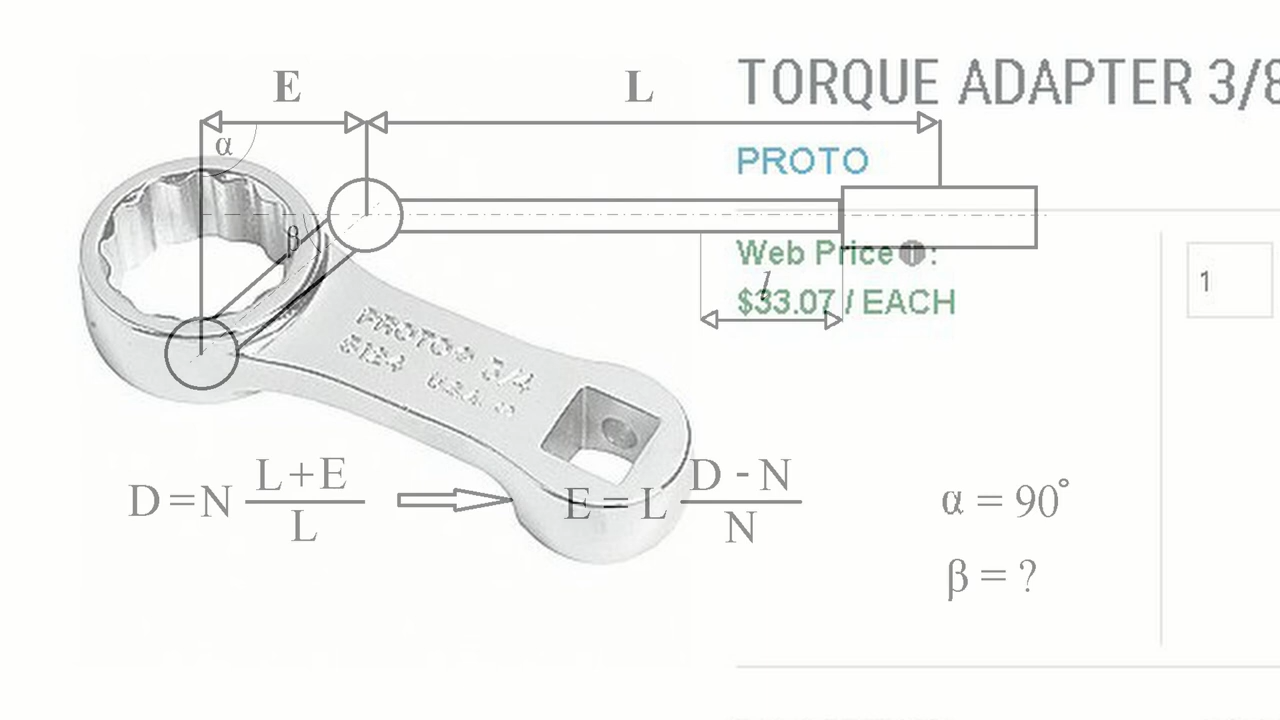 E
L
TORQUE ADAPTER 3/8
α
PROTO
β
Web Price i :
l
$33.07 / EACH
1
PROTO® 3/4
U.S.A.
D = N (L + E) / L
E = L (D - N) / N
α = 90°
β = ?